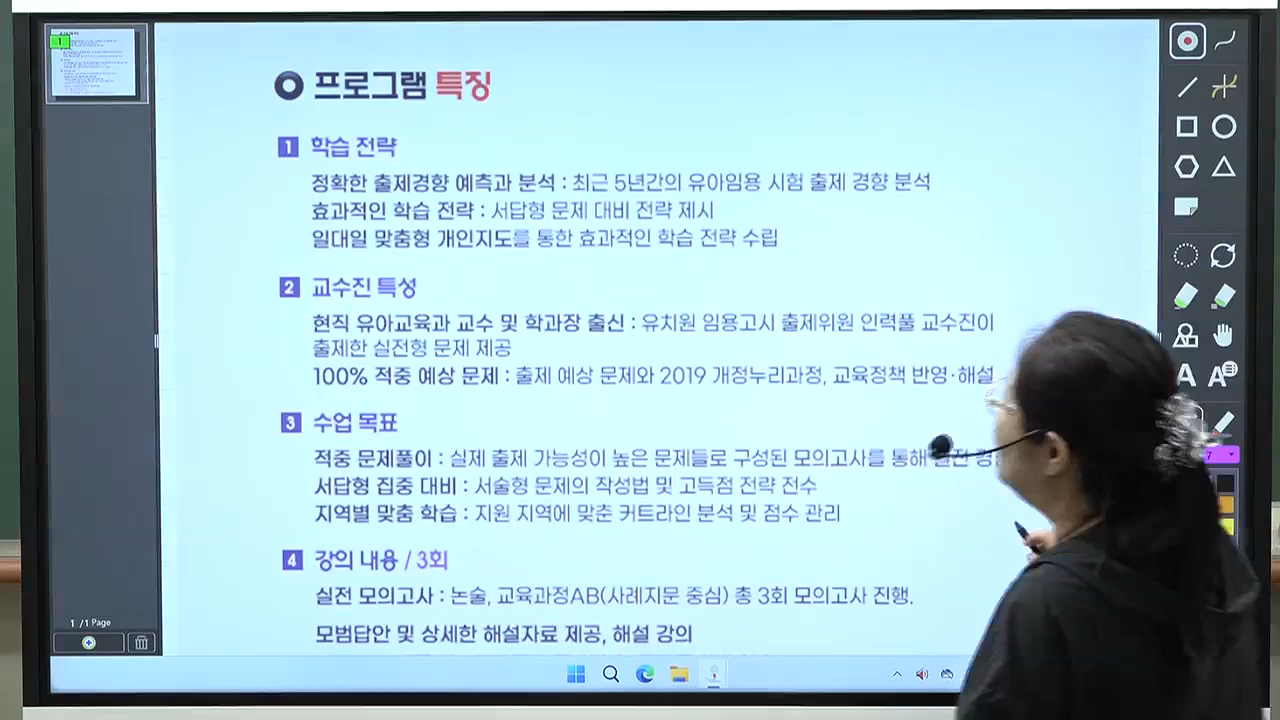 1
프로그램 특징
1 학습 전략
정확한 출제경향 예측과 분석 : 최근 5년간의 유아임용 시험 출제 경향 분석
효과적인 학습 전략 : 서답형 문제 대비 전략 제시
일대일 맞춤형 개인지도를 통한 효과적인 학습 전략 수립
2 교수진 특성
현직 유아교육과 교수 및 학과장 출신 : 유치원 임용고시 출제위원 인력풀 교수진이
출제한 실전형 문제 제공
100% 적중 예상 문제 : 출제 예상 문제와 2019 개정누리과정, 교육정책 반영·해설
3 수업 목표
적중 문제풀이 : 실제 출제 가능성이 높은 문제들로 구성된 모의고사를 통해
서답형 집중 대비 : 서술형 문제의 작성법 및 고득점 전략 전수
지역별 맞춤 학습 : 지원 지역에 맞춘 커트라인 분석 및 점수 관리
4 강의 내용 / 3회
실전 모의고사 : 논술, 교육과정AB(사례지문 중심) 총 3회 모의고사 진행.
모범답안 및 상세한 해설자료 제공, 해설 강의
1 /1 Page
A A
7